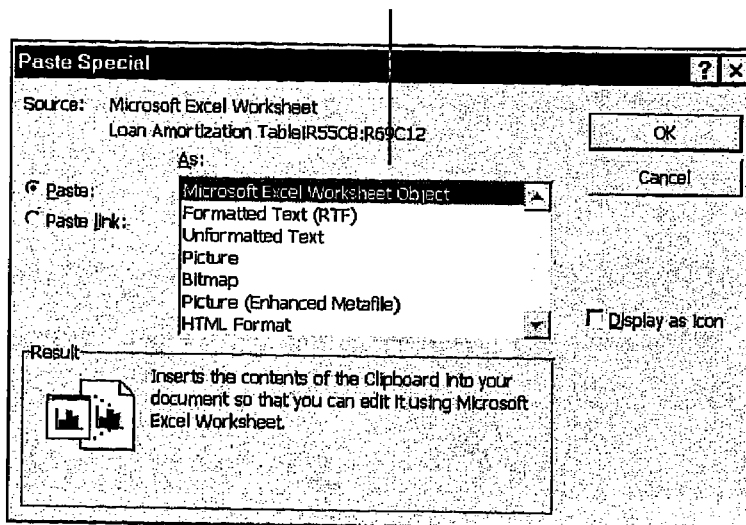 Paste Special
? ×
Source: Microsoft Excel Worksheet
Loan Amortization Table!R55C8:R69C12
As:
Paste:
Paste link:
Microsoft Excel Worksheet Object
Formatted Text (RTF)
Unformatted Text
Picture
Bitmap
Picture (Enhanced Metafile)
HTML Format
OK
Cancel
Display as icon
Result
Inserts the contents of the Clipboard into your
document so that you can edit it using Microsoft
Excel Worksheet.